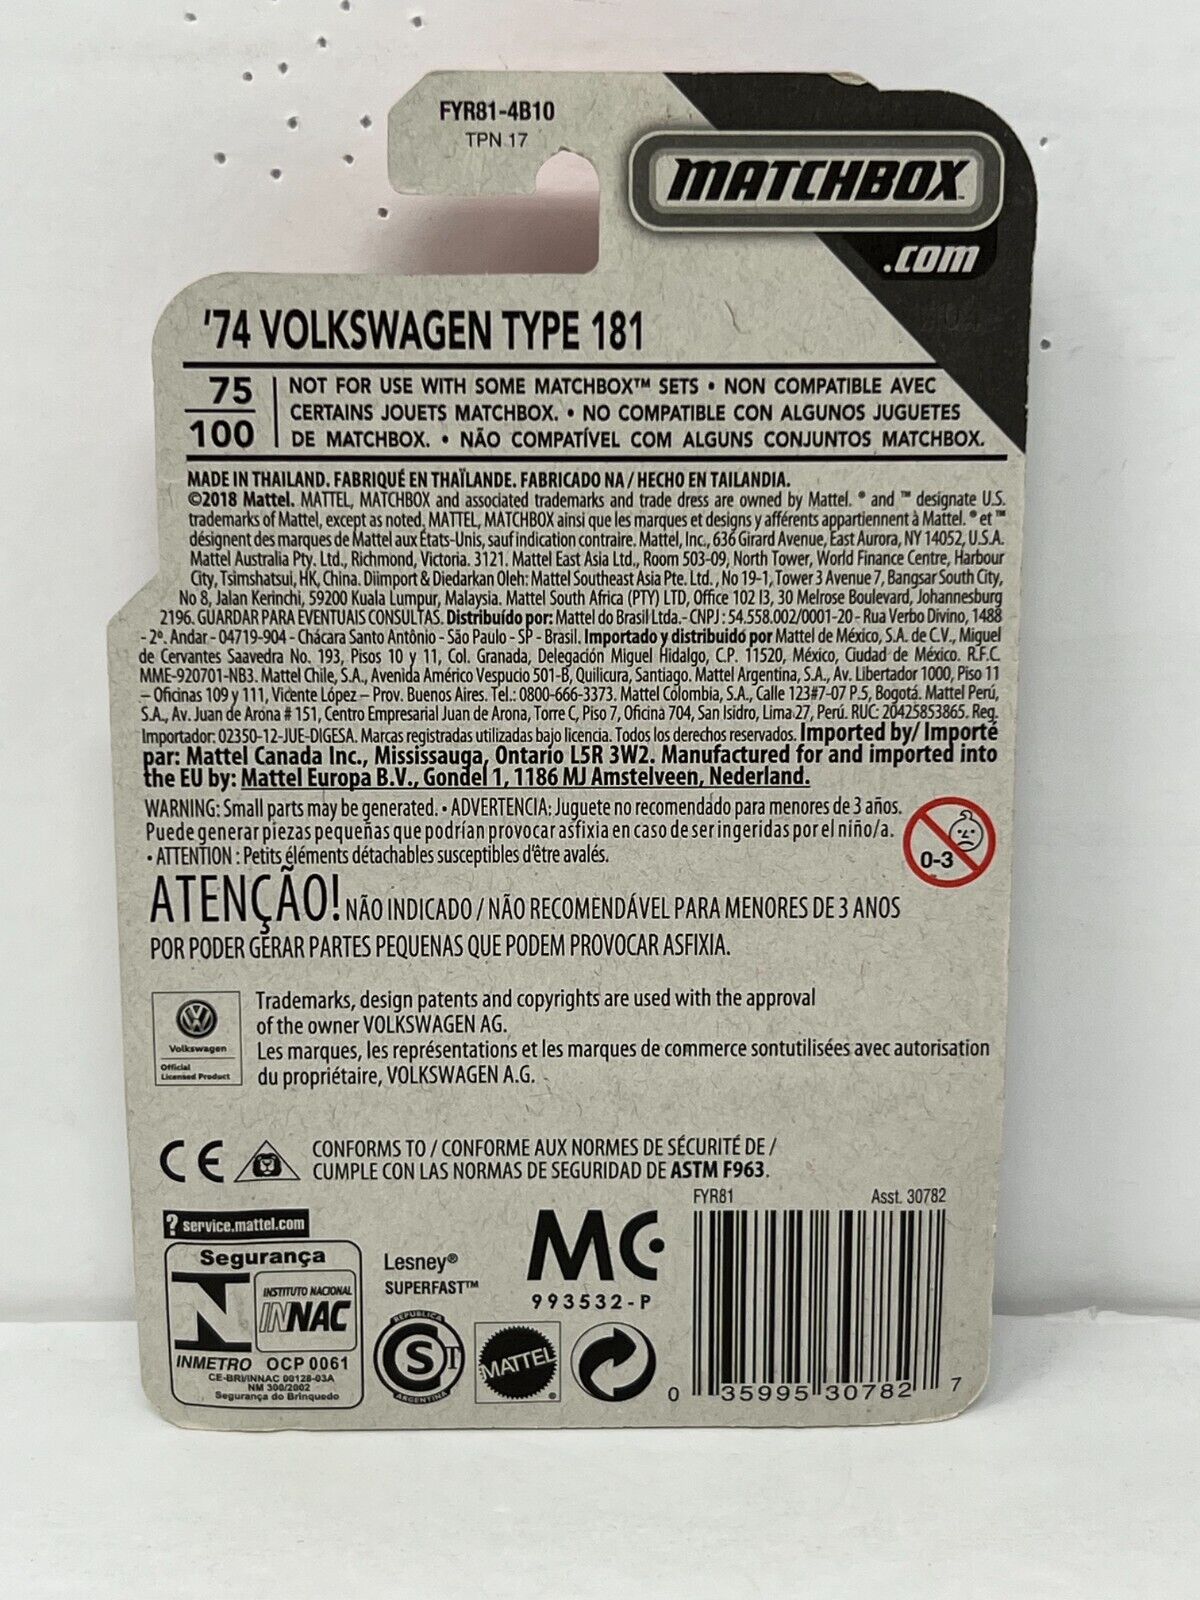 FYR81-4B10
TPN 17
MATCHBOX™
.com
'74 VOLKSWAGEN TYPE 181
75
100
NOT FOR USE WITH SOME MATCHBOX™ SETS • NON COMPATIBLE AVEC
CERTAINS JOUETS MATCHBOX. • NO COMPATIBLE CON ALGUNOS JUGUETES
DE MATCHBOX. • NÃO COMPATÍVEL COM ALGUNS CONJUNTOS MATCHBOX.
MADE IN THAILAND. FABRIQUÉ EN THAÏLANDE. FABRICADO NA / HECHO EN TAILANDIA.
©2018 Mattel. MATTEL, MATCHBOX and associated trademarks and trade dress are owned by Mattel. ® and ™ designate U.S.
trademarks of Mattel, except as noted. MATTEL, MATCHBOX ainsi que les marques et designs y afférents appartiennent à Mattel. ® et ™
désignent des marques de Mattel aux États-Unis, sauf indication contraire. Mattel, Inc., 636 Girard Avenue, East Aurora, NY 14052, U.S.A.
Mattel Australia Pty. Ltd., Richmond, Victoria. 3121. Mattel East Asia Ltd., Room 503-09, North Tower, World Finance Centre, Harbour
City, Tsimshatsui, HK, China. Diimport & Diedarkan Oleh: Mattel Southeast Asia Pte. Ltd., No 19-1, Tower 3 Avenue 7, Bangsar South City,
No 8, Jalan Kerinchi, 59200 Kuala Lumpur, Malaysia. Mattel South Africa (PTY) LTD, Office 102 I3, 30 Melrose Boulevard, Johannesburg
2196. GUARDAR PARA EVENTUAIS CONSULTAS. Distribuído por: Mattel do Brasil Ltda.- CNPJ : 54.558.002/0001-20 - Rua Verbo Divino, 1488
- 2º. Andar - 04719-904 - Chácara Santo Antônio - São Paulo - SP - Brasil. Importado y distribuido por Mattel de México, S.A. de C.V., Miguel
de Cervantes Saavedra No. 193, Pisos 10 y 11, Col. Granada, Delegación Miguel Hidalgo, C.P. 11520, México, Ciudad de México. R.F.C.
MME-920701-NB3. Mattel Chile, S.A., Avenida Américo Vespucio 501-B, Quilicura, Santiago. Mattel Argentina, S.A., Av. Libertador 1000, Piso 11
– Oficinas 109 y 111, Vicente López – Prov. Buenos Aires. Tel.: 0800-666-3373. Mattel Colombia, S.A., Calle 123#7-07 P.5, Bogotá. Mattel Perú,
S.A., Av. Juan de Arona # 151, Centro Empresarial Juan de Arona, Torre C, Piso 7, Oficina 704, San Isidro, Lima 27, Perú. RUC: 20425853865. Reg.
Importador: 02350-12-JUE-DIGESA. Marcas registradas utilizadas bajo licencia. Todos los derechos reservados. Imported by/ Importé
par: Mattel Canada Inc., Mississauga, Ontario L5R 3W2. Manufactured for and imported into
the EU by: Mattel Europa B.V., Gondel 1, 1186 MJ Amstelveen, Nederland.
WARNING: Small parts may be generated. • ADVERTENCIA: Juguete no recomendado para menores de 3 años.
Puede generar piezas pequeñas que podrían provocar asfixia en caso de ser ingeridas por el niño/a.
• ATTENTION : Petits éléments détachables susceptibles d'être avalés.
0-3
ATENÇÃO! NÃO INDICADO / NÃO RECOMENDÁVEL PARA MENORES DE 3 ANOS
POR PODER GERAR PARTES PEQUENAS QUE PODEM PROVOCAR ASFIXIA.
Volkswagen
Official
Licensed Product
Trademarks, design patents and copyrights are used with the approval
of the owner VOLKSWAGEN AG.
Les marques, les représentations et les marques de commerce sontutilisées avec autorisation
du propriétaire, VOLKSWAGEN A.G.
CE
CONFORMS TO / CONFORME AUX NORMES DE SÉCURITÉ DE /
CUMPLE CON LAS NORMAS DE SEGURIDAD DE ASTM F963.
FYR81 Asst. 30782
? service.mattel.com
Segurança
INSTITUTO NACIONAL
INNAC
INMETRO OCP 0061
CE-BRI/INNAC 00128-03A
NM 300/2002
Segurança do Brinquedo
Lesney®
SUPERFAST™
MC
993532-P
REPUBLICA
S T
ARGENTINA
MATTEL ®
0 35995 30782 7